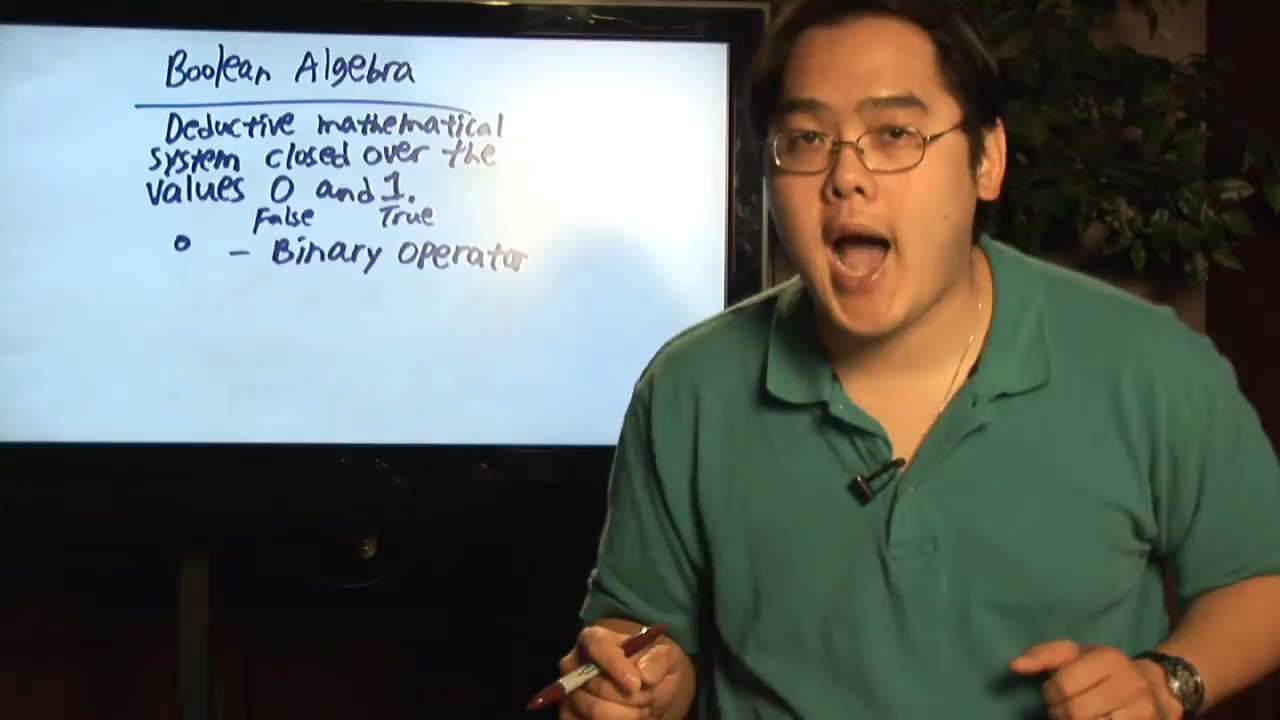 Boolean Algebra
Deductive mathematical
system closed over the
values 0 and 1.
False True
° - Binary operator